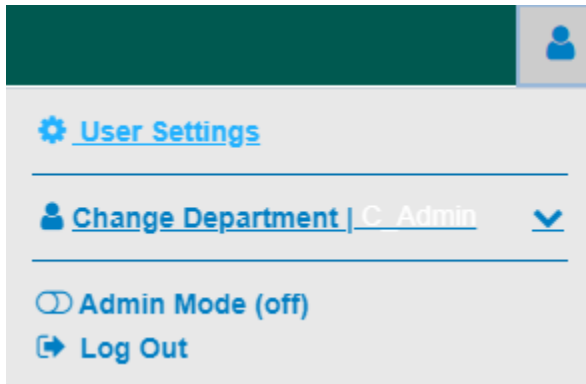 User Settings
Change Department | C_Admin
Admin Mode (off)
Log Out